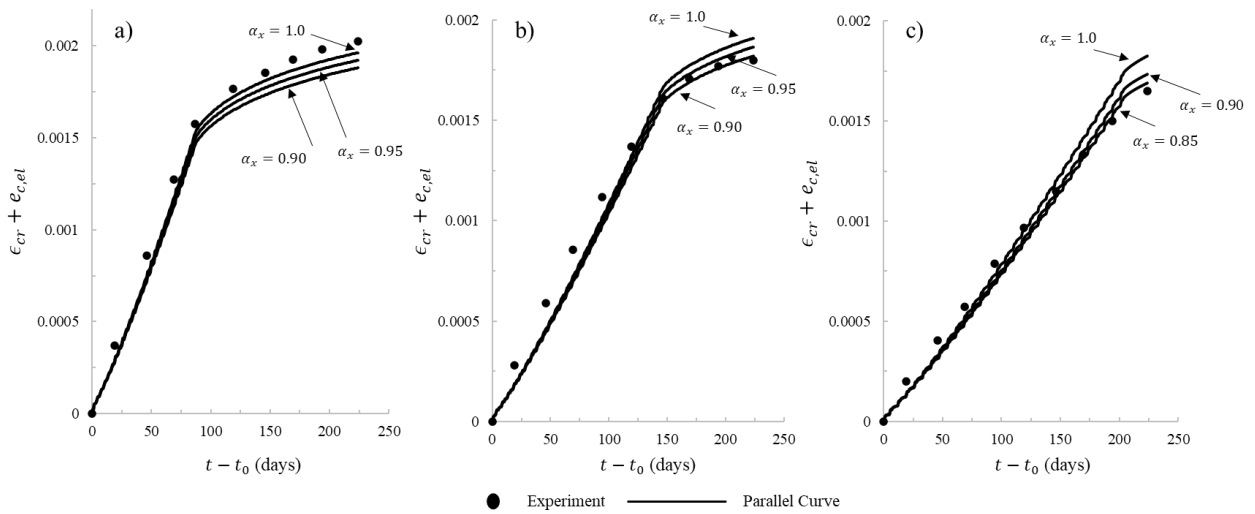 a)
0.002
0.0015
0.001
0.0005
0
ϵ_cr + e_c,el
0
50
100
150
200
250
t − t_0 (days)
α_x = 1.0
α_x = 0.90
α_x = 0.95
b)
0.002
0.0015
0.001
0.0005
0
ϵ_cr + e_c,el
0
50
100
150
200
250
t − t_0 (days)
α_x = 1.0
α_x = 0.95
α_x = 0.90
c)
0.002
0.0015
0.001
0.0005
0
ϵ_cr + e_c,el
0
50
100
150
200
250
t − t_0 (days)
α_x = 1.0
α_x = 0.90
α_x = 0.85
Experiment
Parallel Curve